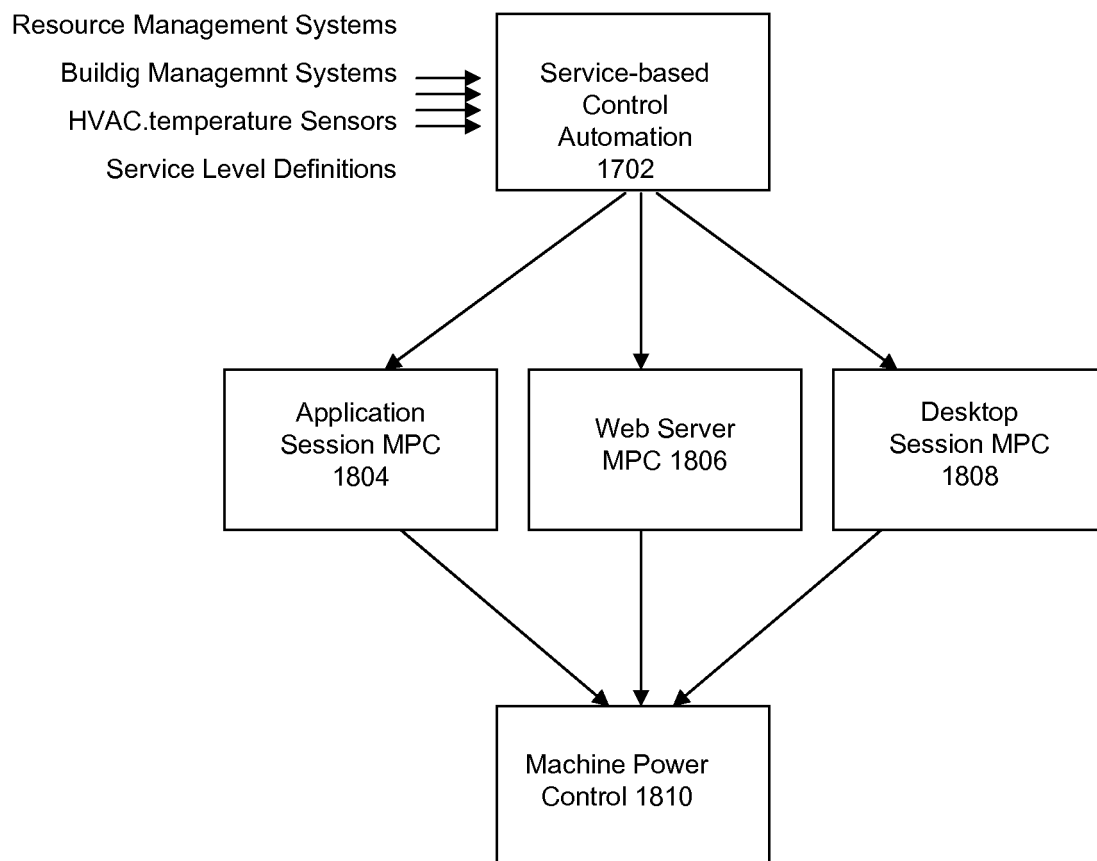 Resource Management Systems
Buildig Managemnt Systems
HVAC.temperature Sensors
Service Level Definitions
Service-based
Control
Automation
1702
Application
Session MPC
1804
Web Server
MPC 1806
Desktop
Session MPC
1808
Machine Power
Control 1810